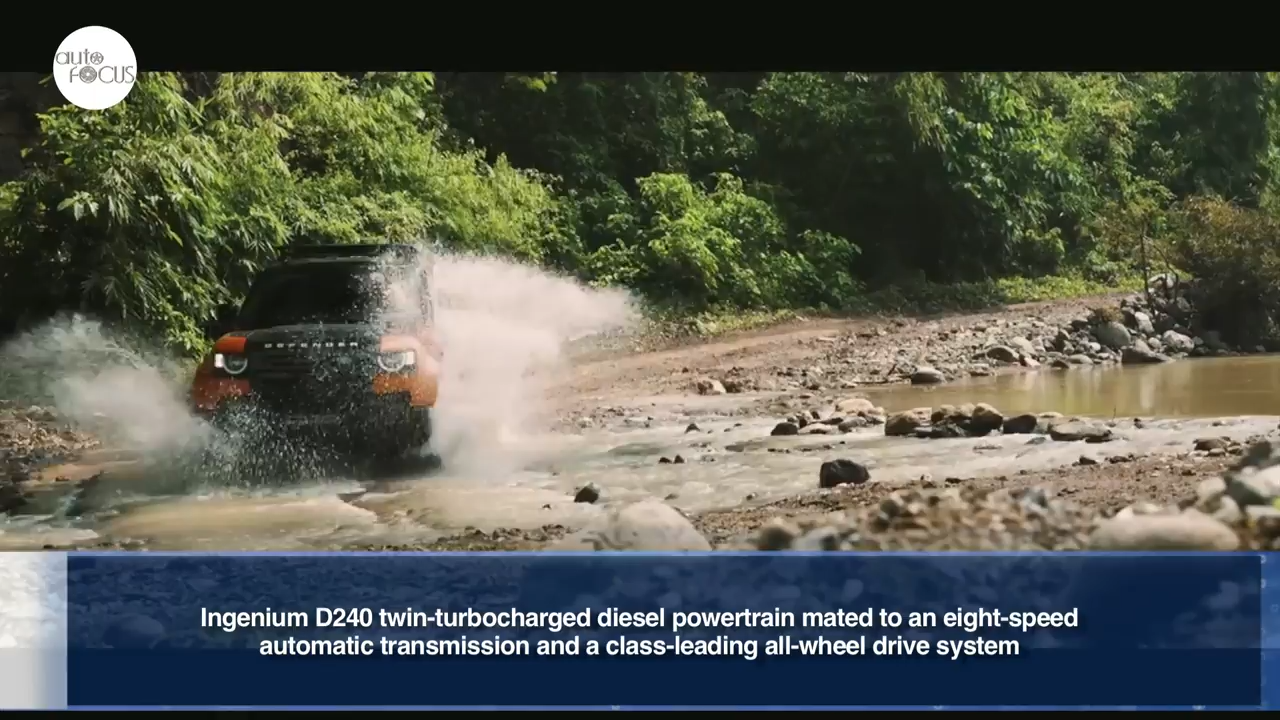 auto
FOCUS
DEFENDER
Ingenium D240 twin-turbocharged diesel powertrain mated to an eight-speed
automatic transmission and a class-leading all-wheel drive system